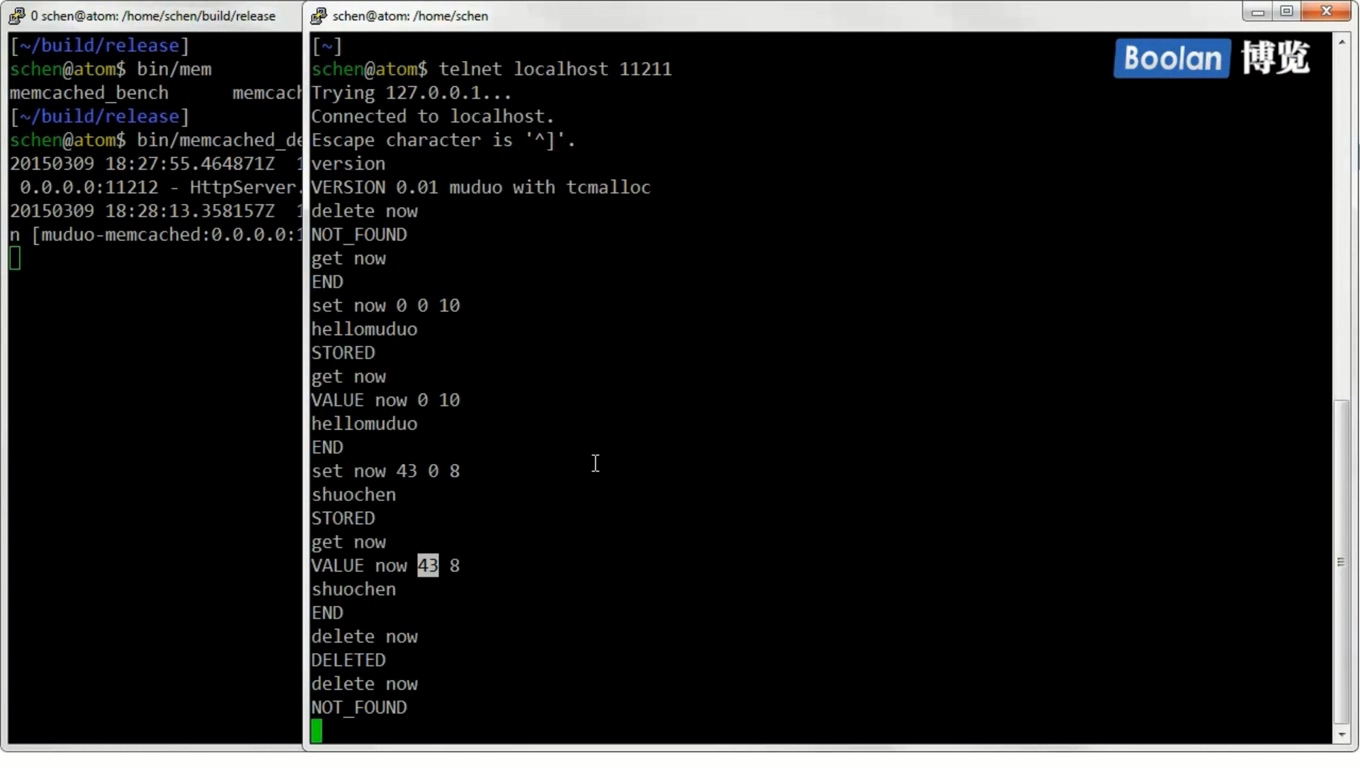 0 schen@atom: /home/schen/build/release
[~/build/release]
schen@atom$ bin/mem
memcached_bench memcach
[~/build/release]
schen@atom$ bin/memcached_de
20150309 18:27:55.464871Z 1
0.0.0.0:11212 - HttpServer.
20150309 18:28:13.358157Z 1
n [muduo-memcached:0.0.0.0:1
schen@atom: /home/schen
[~]
schen@atom$ telnet localhost 11211
Trying 127.0.0.1...
Connected to localhost.
Escape character is '^]'.
version
VERSION 0.01 muduo with tcmalloc
delete now
NOT_FOUND
get now
END
set now 0 0 10
hellomuduo
STORED
get now
VALUE now 0 10
hellomuduo
END
set now 43 0 8
shuochen
STORED
get now
VALUE now 43 8
shuochen
END
delete now
DELETED
delete now
NOT_FOUND
Boolan 博览